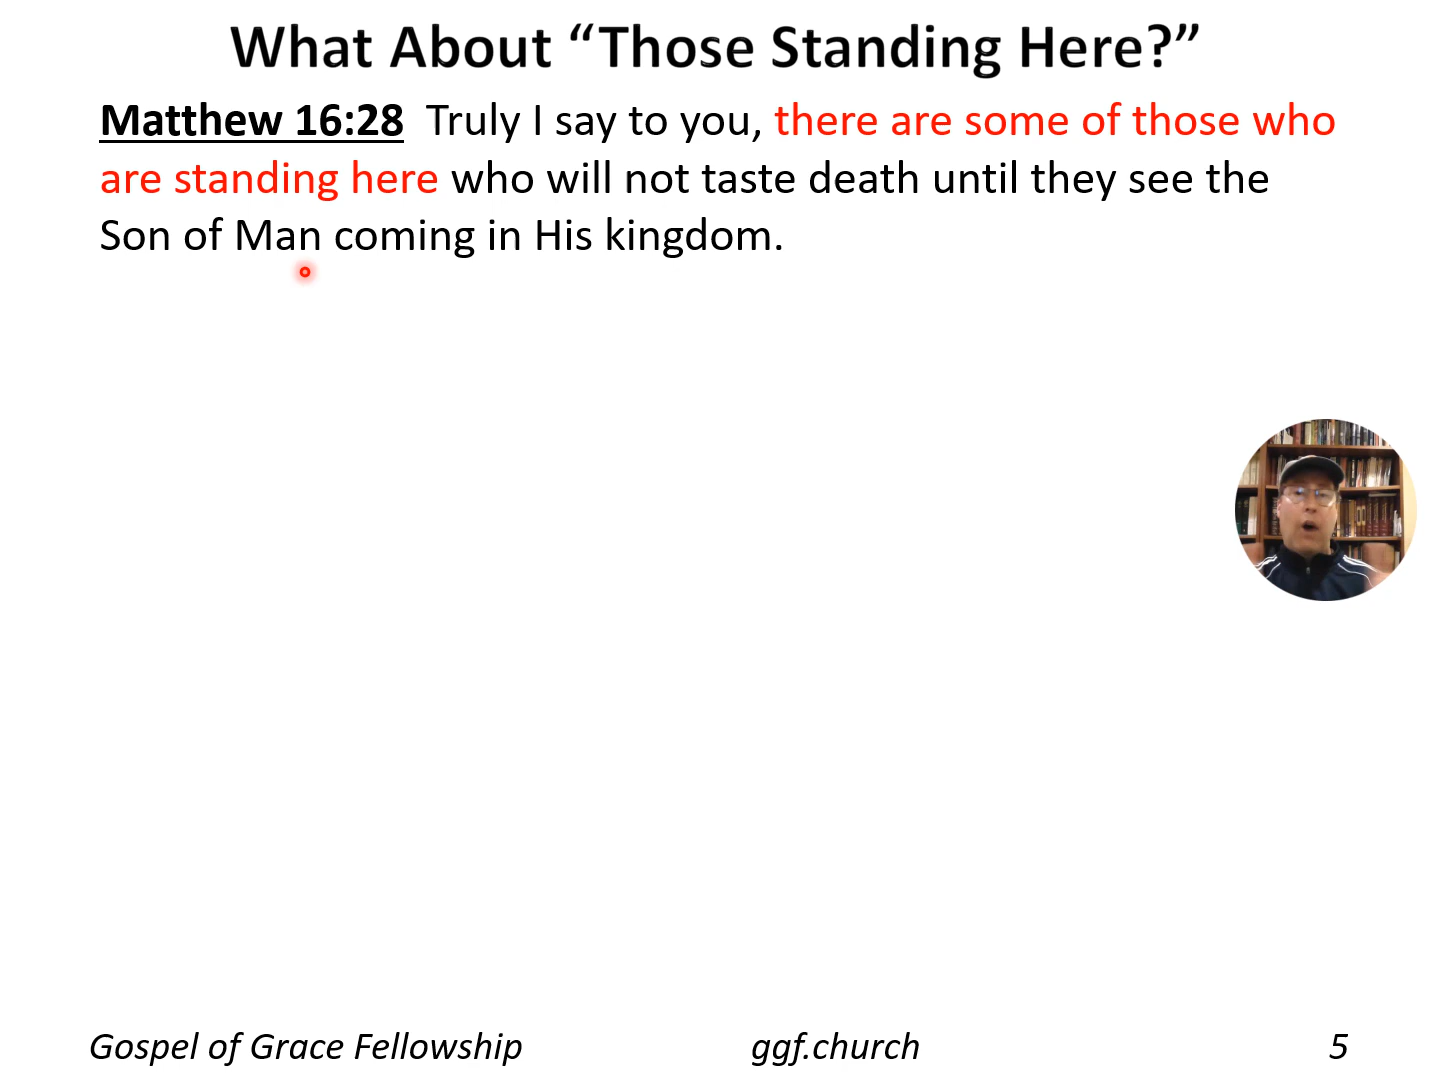 What About “Those Standing Here?”
Matthew 16:28 Truly I say to you, there are some of those who
are standing here who will not taste death until they see the
Son of Man coming in His kingdom.
Gospel of Grace Fellowship ggf.church 5